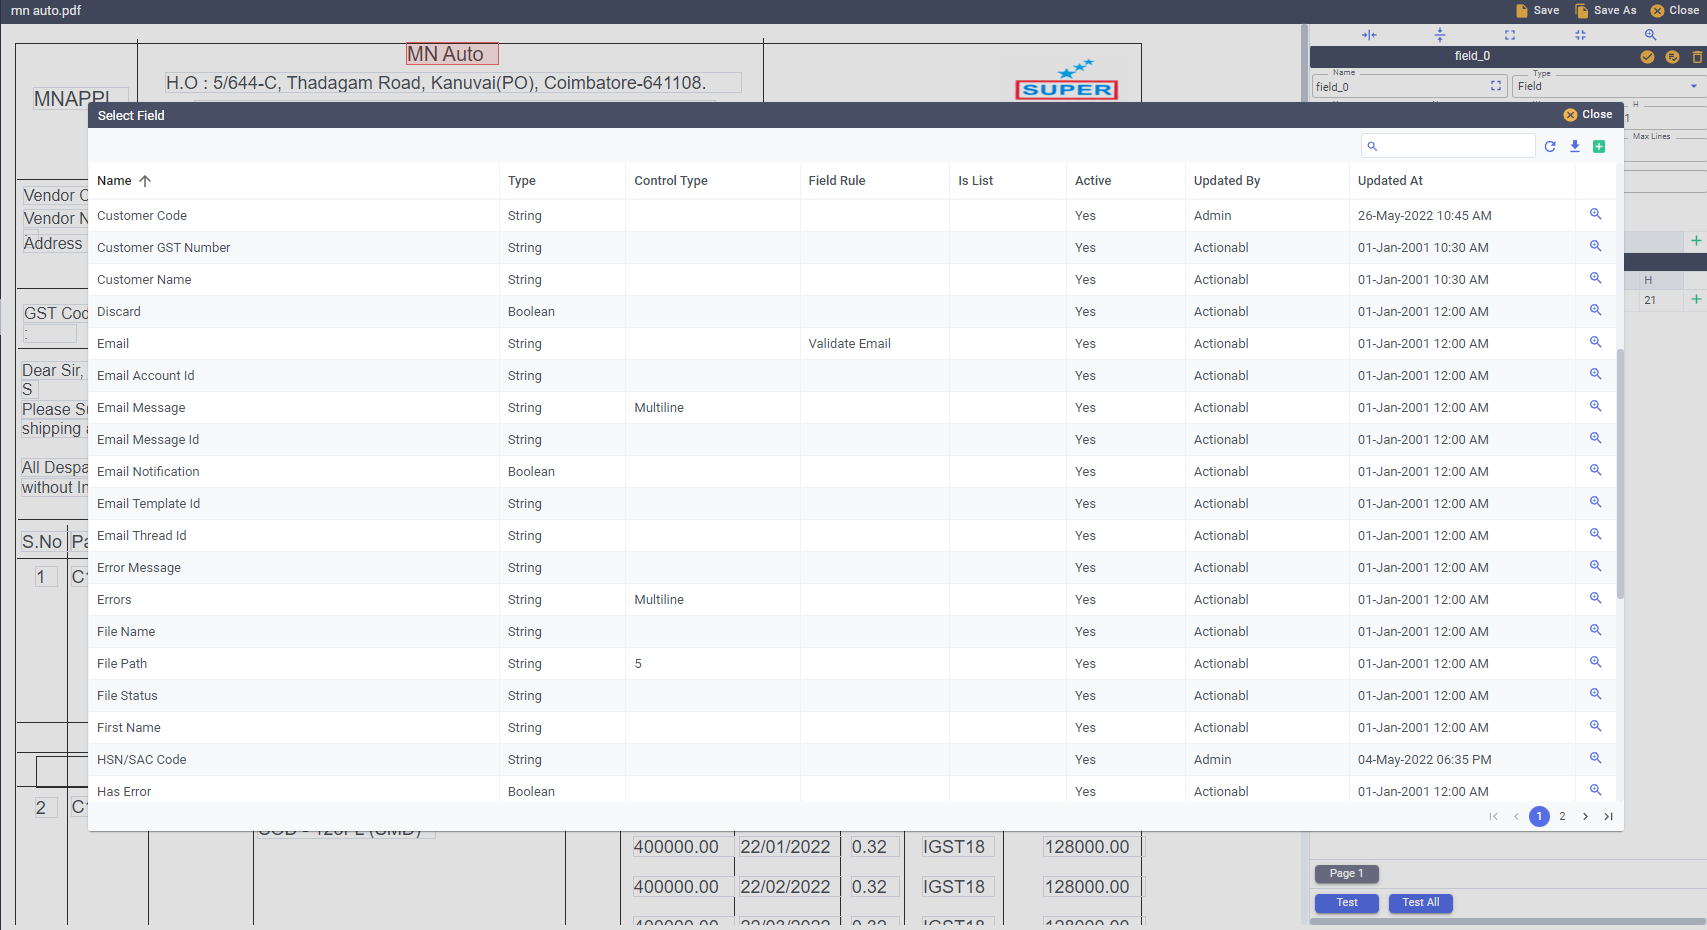 mn auto.pdf
Save Save As Close
MN Auto
field_0
H.O : 5/644-C, Thadagam Road, Kanuvai(PO), Coimbatore-641108.
MNAPPL
SUPER
Name Type
field_0 Field
H
1
Max Lines
Select Field Close
Name Type Control Type Field Rule Is List Active Updated By Updated At
Customer Code String Yes Admin 26-May-2022 10:45 AM
Customer GST Number String Yes Actionabl 01-Jan-2001 10:30 AM
Customer Name String Yes Actionabl 01-Jan-2001 10:30 AM
Discard Boolean Yes Actionabl 01-Jan-2001 12:00 AM
Email String Validate Email Yes Actionabl 01-Jan-2001 12:00 AM
Email Account Id String Yes Actionabl 01-Jan-2001 12:00 AM
Email Message String Multiline Yes Actionabl 01-Jan-2001 12:00 AM
Email Message Id String Yes Actionabl 01-Jan-2001 12:00 AM
Email Notification Boolean Yes Actionabl 01-Jan-2001 12:00 AM
Email Template Id String Yes Actionabl 01-Jan-2001 12:00 AM
Email Thread Id String Yes Actionabl 01-Jan-2001 12:00 AM
Error Message String Yes Actionabl 01-Jan-2001 12:00 AM
Errors String Multiline Yes Actionabl 01-Jan-2001 12:00 AM
File Name String Yes Actionabl 01-Jan-2001 12:00 AM
File Path String 5 Yes Actionabl 01-Jan-2001 12:00 AM
File Status String Yes Actionabl 01-Jan-2001 12:00 AM
First Name String Yes Actionabl 01-Jan-2001 12:00 AM
HSN/SAC Code String Yes Admin 04-May-2022 06:35 PM
Has Error Boolean Yes Actionabl 01-Jan-2001 12:00 AM
1 2
Vendor
Vendor
Address
GST
:
Dear Sir,
S
Please
shipping
All
without
S.No
1
2
H
21
400000.00 22/01/2022 0.32 IGST18 128000.00
400000.00 22/02/2022 0.32 IGST18 128000.00
Page 1
Test Test All